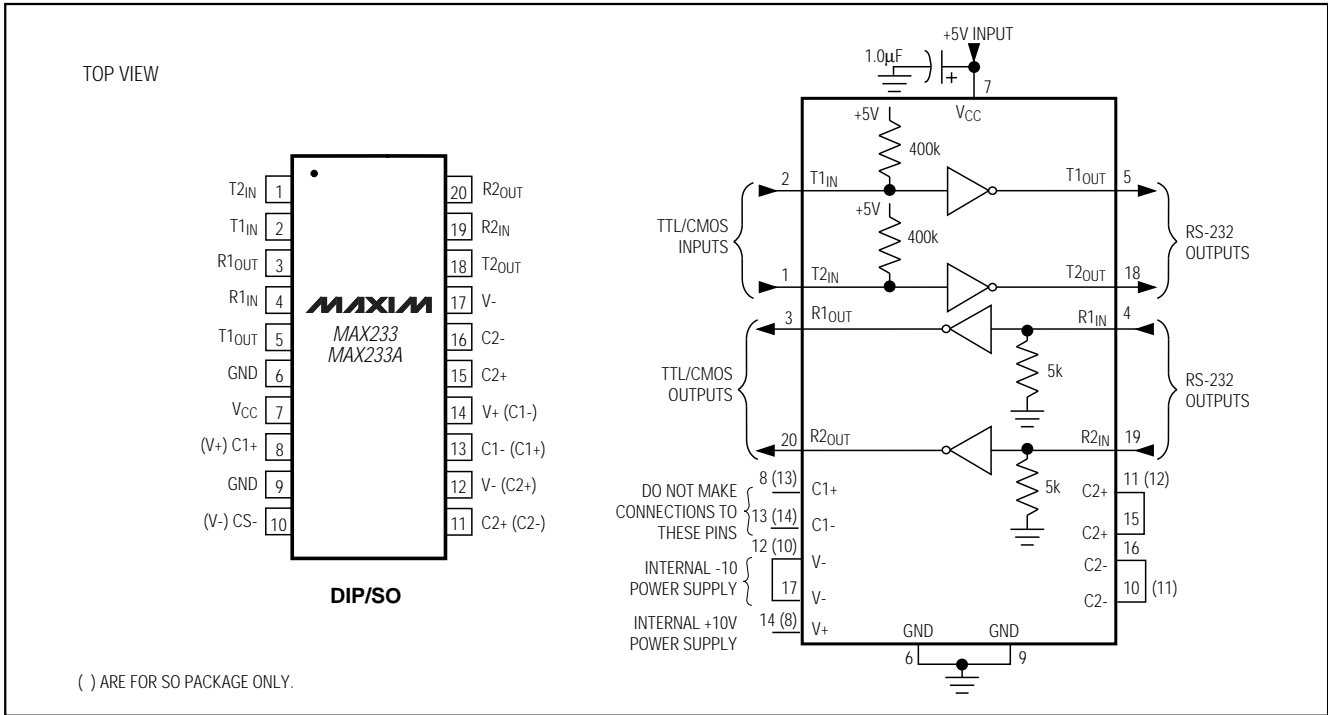 TOP VIEW
T2IN 1
T1IN 2
R1OUT 3
R1IN 4
T1OUT 5
GND 6
VCC 7
(V+) C1+ 8
GND 9
(V-) CS- 10
MAXIM
MAX233
MAX233A
20 R2OUT
19 R2IN
18 T2OUT
17 V-
16 C2-
15 C2+
14 V+ (C1-)
13 C1- (C1+)
12 V- (C2+)
11 C2+ (C2-)
DIP/SO
( ) ARE FOR SO PACKAGE ONLY.
+5V INPUT
1.0μF
+
7
VCC
+5V
400k
2 T1IN
T1OUT 5
+5V
400k
TTL/CMOS
INPUTS
RS-232
OUTPUTS
1 T2IN
T2OUT 18
3 R1OUT
R1IN 4
5k
TTL/CMOS
OUTPUTS
RS-232
OUTPUTS
20 R2OUT
R2IN 19
5k
DO NOT MAKE
CONNECTIONS TO
THESE PINS
8 (13) C1+
13 (14) C1-
INTERNAL -10
POWER SUPPLY
12 (10) V-
17 V-
INTERNAL +10V
POWER SUPPLY
14 (8) V+
C2+ 11 (12)
C2+ 15
C2- 16
C2- 10 (11)
GND GND
6 9